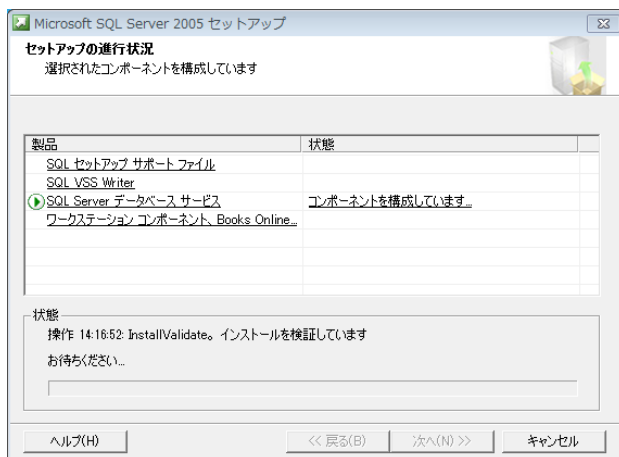 Microsoft SQL Server 2005 セットアップ
セットアップの進行状況
選択されたコンポーネントを構成しています
製品 状態
SQL セットアップ サポート ファイル
SQL VSS Writer
SQL Server データベース サービス コンポーネントを構成しています...
ワークステーション コンポーネント、Books Online...
状態
操作 14:16:52: InstallValidate。インストールを検証しています
お待ちください...
ヘルプ(H) << 戻る(B) 次へ(N) >> キャンセル